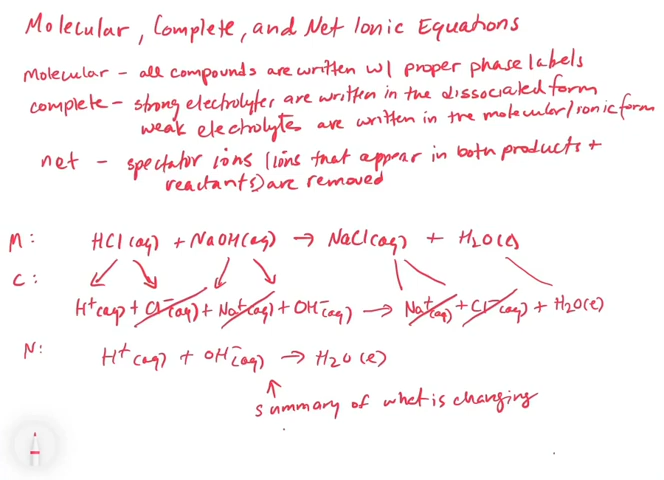 Molecular, Complete, and Net Ionic Equations
Molecular – all compounds are written w/ proper phase labels
complete – strong electrolytes are written in the dissociated form
weak electrolytes are written in the molecular/ionic form
net – spectator ions (ions that appear in both products +
reactants) are removed
M: HCl (aq) + NaOH (aq) → NaCl (aq) + H₂O (l)
C:
H⁺(aq) + Cl⁻(aq) + Na⁺(aq) + OH⁻(aq) → Na⁺(aq) + Cl⁻(aq) + H₂O (l)
N: H⁺ (aq) + OH⁻(aq) → H₂O (l)
summary of what is changing